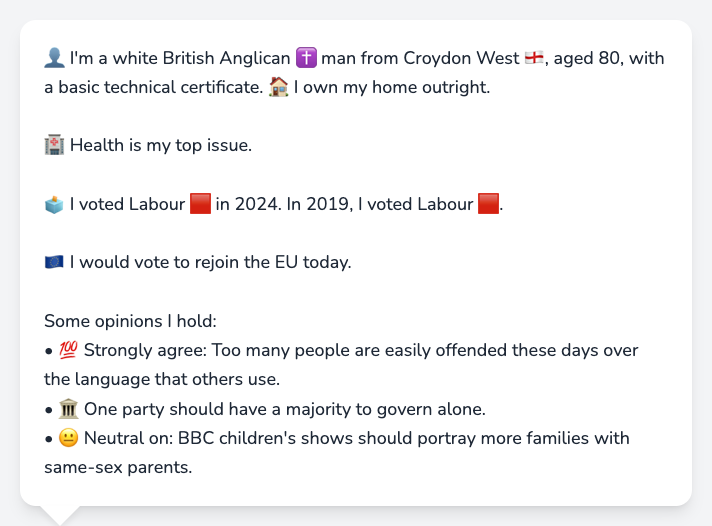 👤 I'm a white British Anglican ✝️ man from Croydon West 🏴󠁧󠁢󠁥󠁮󠁧󠁿, aged 80, with
a basic technical certificate. 🏠 I own my home outright.
🏥 Health is my top issue.
🗳️ I voted Labour 🟥 in 2024. In 2019, I voted Labour 🟥.
🇪🇺 I would vote to rejoin the EU today.
Some opinions I hold:
• 💯 Strongly agree: Too many people are easily offended these days over
the language that others use.
• 🏛️ One party should have a majority to govern alone.
• 😐 Neutral on: BBC children's shows should portray more families with
same-sex parents.